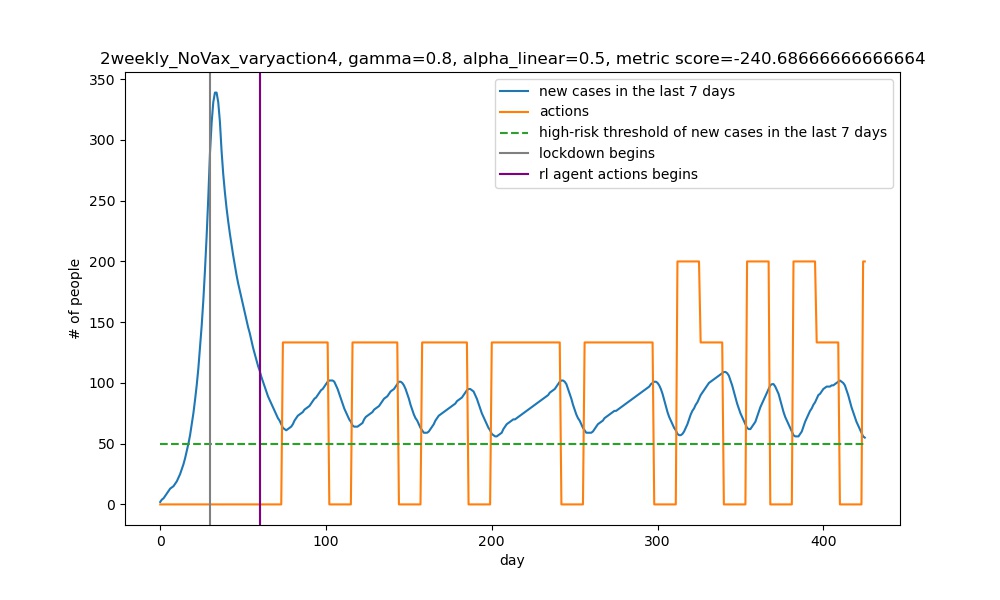 2weekly_NoVax_varyaction4, gamma=0.8, alpha_linear=0.5, metric score=-240.68666666666664
350
300
250
200
150
100
50
0
# of people
new cases in the last 7 days
actions
high-risk threshold of new cases in the last 7 days
lockdown begins
rl agent actions begins
0 100 200 300 400
day